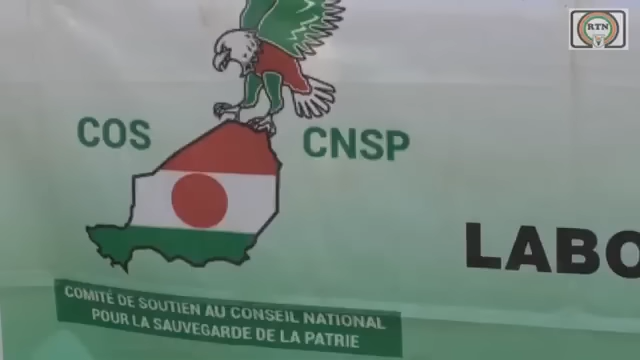 RTN
COS
CNSP
LABO
COMITÉ DE SOUTIEN AU CONSEIL NATIONAL
POUR LA SAUVEGARDE DE LA PATRIE